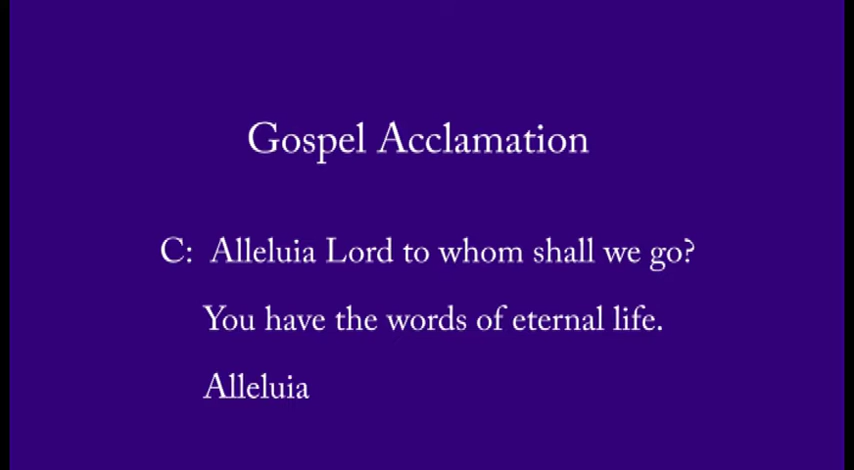 Gospel Acclamation
C: Alleluia Lord to whom shall we go?
You have the words of eternal life.
Alleluia